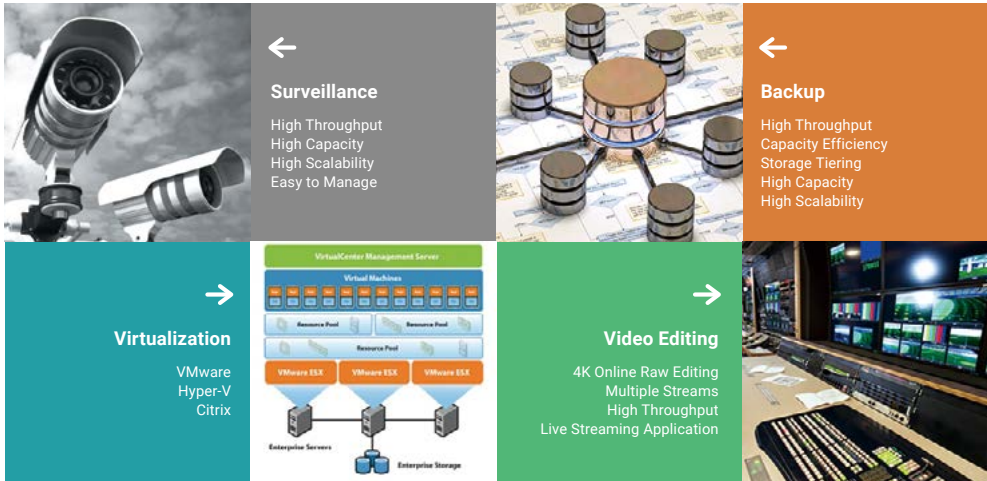 Surveillance
High Throughput
High Capacity
High Scalability
Easy to Manage
Backup
High Throughput
Capacity Efficiency
Storage Tiering
High Capacity
High Scalability
Virtualization
VMware
Hyper-V
Citrix
VirtualCenter Management Server
Virtual Machines
Resource Pool
Resource Pool
Resource Pool
VMware ESX
VMware ESX
VMware ESX
Enterprise Servers
Enterprise Storage
Video Editing
4K Online Raw Editing
Multiple Streams
High Throughput
Live Streaming Application